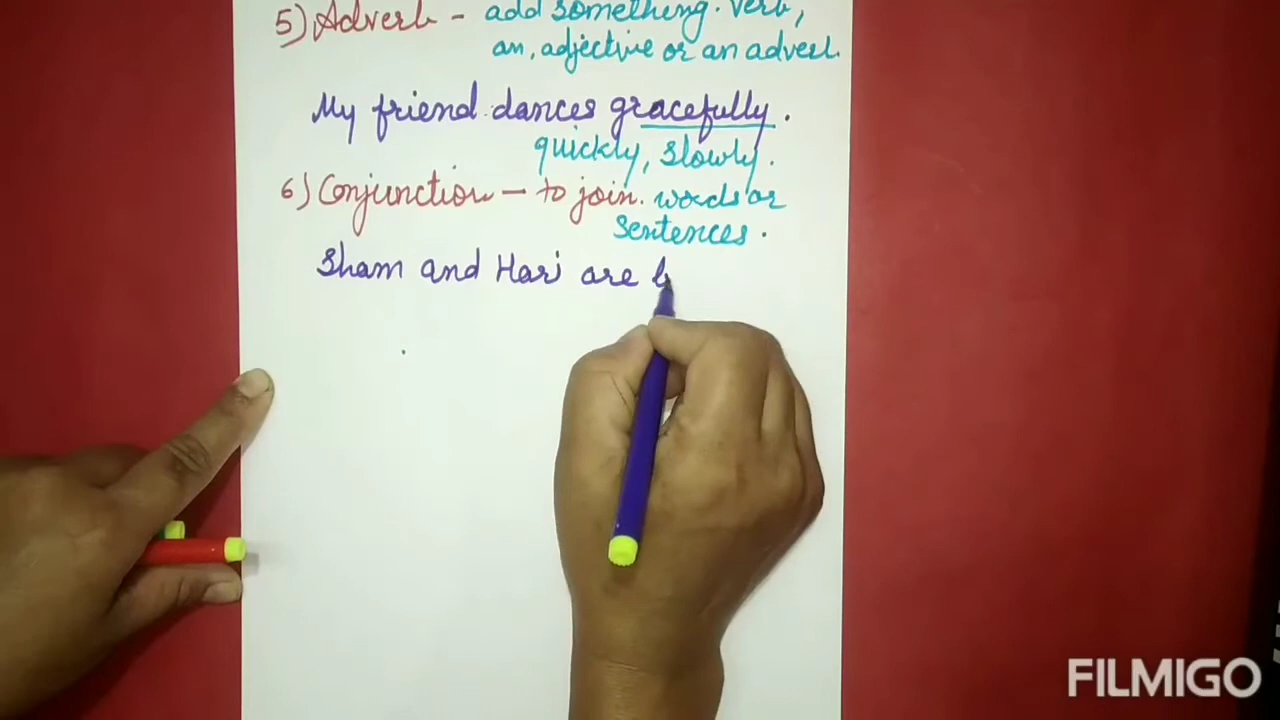 5) Adverb - add something. verb,
an, adjective or an adverb.
My friend dances gracefully.
quickly, slowly.
6) Conjunction - to join. words or
sentences.
Sham and Hari are b
FILMIGO